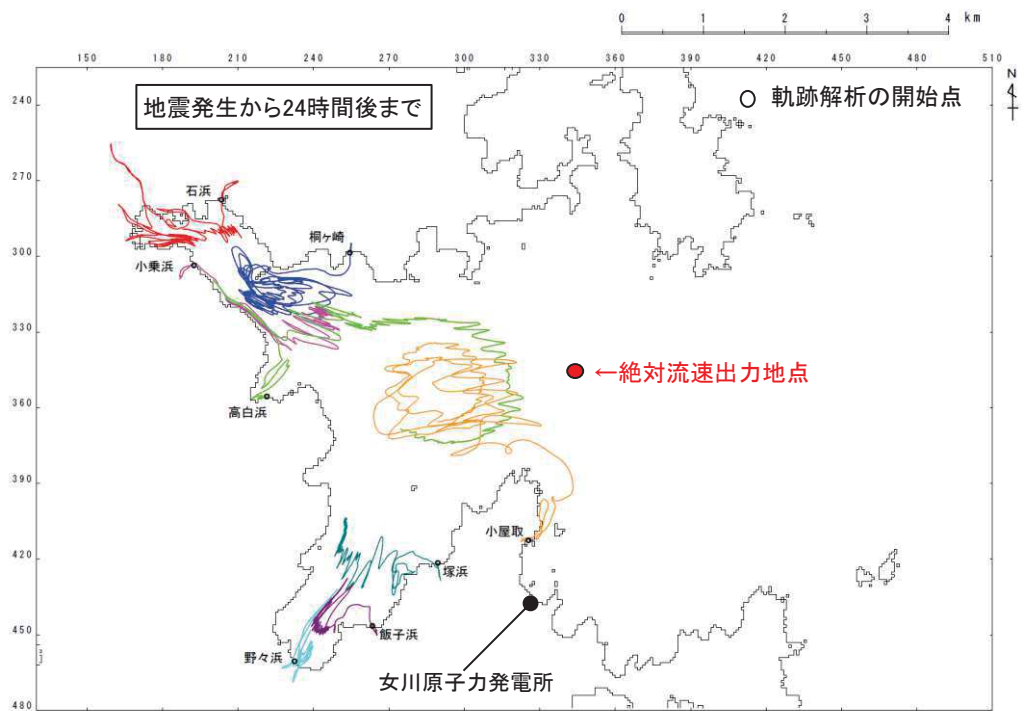 0 1 2 3 4 km
150 180 210 240 270 300 330 360 390 420 450 480 510
N
240
270
300
330
360
390
420
450
480
地震発生から24時間後まで
軌跡解析の開始点
石浜
桐ヶ崎
小乗浜
←絶対流速出力地点
高白浜
小屋取
塚浜
飯子浜
野々浜
女川原子力発電所